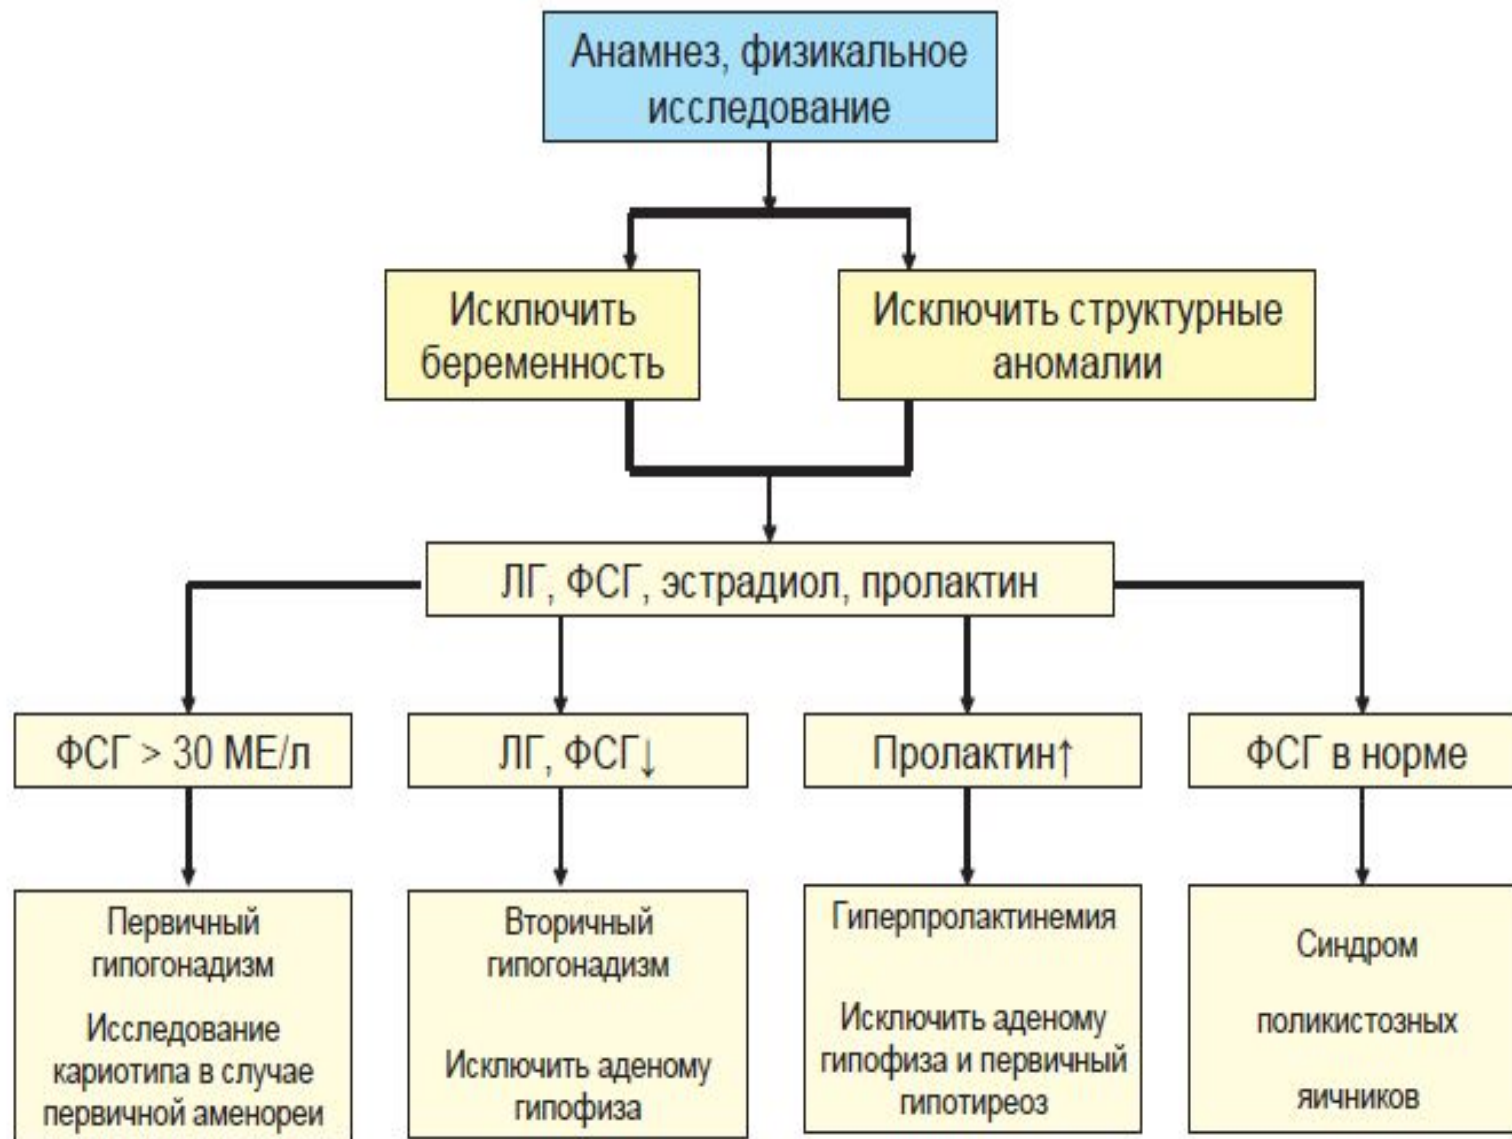 Анамнез, физикальное
исследование
Исключить
беременность
Исключить структурные
аномалии
ЛГ, ФСГ, эстрадиол, пролактин
ФСГ > 30 МЕ/л
ЛГ, ФСГ↓
Пролактин↑
ФСГ в норме
Первичный
гипогонадизм
Исследование
кариотипа в случае
первичной аменореи
Вторичный
гипогонадизм
Исключить аденому
гипофиза
Гиперпролактинемия
Исключить аденому
гипофиза и первичный
гипотиреоз
Синдром
поликистозных
яичников